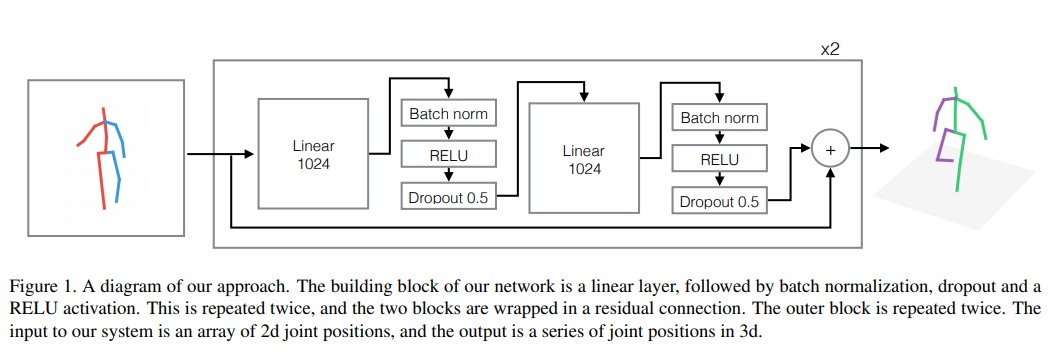 x2
Linear
1024
Batch norm
RELU
Dropout 0.5
Linear
1024
Batch norm
RELU
Dropout 0.5
+
Figure 1. A diagram of our approach. The building block of our network is a linear layer, followed by batch normalization, dropout and a
RELU activation. This is repeated twice, and the two blocks are wrapped in a residual connection. The outer block is repeated twice. The
input to our system is an array of 2d joint positions, and the output is a series of joint positions in 3d.